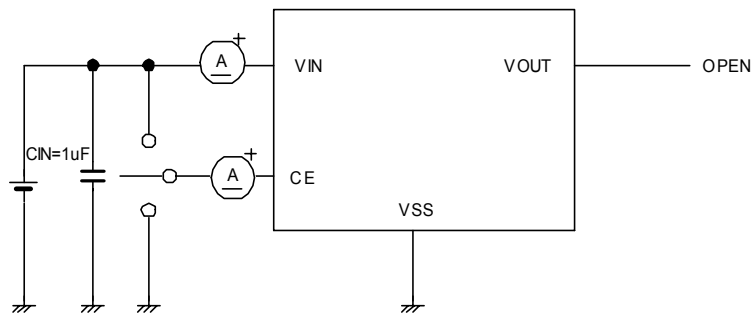 A +
VIN
VOUT
OPEN
CIN=1uF
A +
CE
VSS